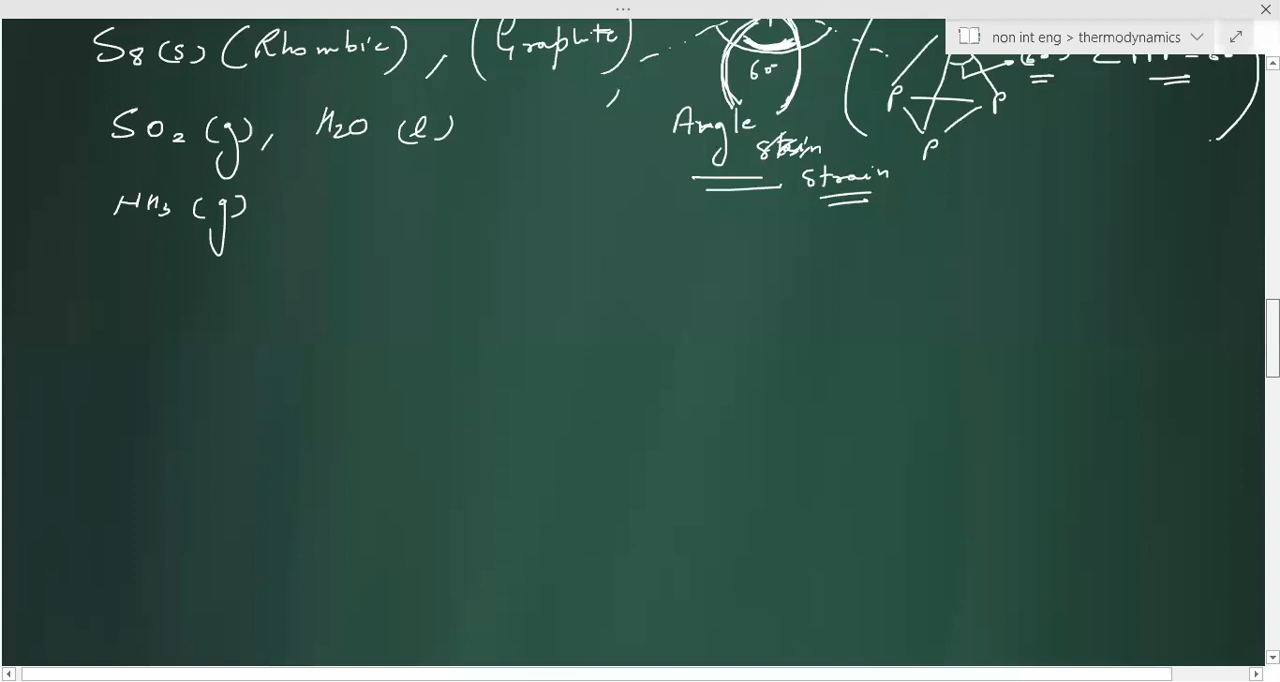 non int eng > thermodynamics
S8 (s) (Rhombic), (Graphite),
60°
P P
P
SO2 (g), H2O (l)
Angle
strain
NH3 (g)